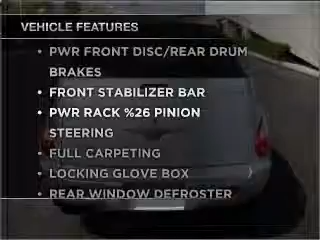 VEHICLE FEATURES
• PWR FRONT DISC/REAR DRUM
BRAKES
• FRONT STABILIZER BAR
• PWR RACK %26 PINION
STEERING
• FULL CARPETING
• LOCKING GLOVE BOX
• REAR WINDOW DEFROSTER